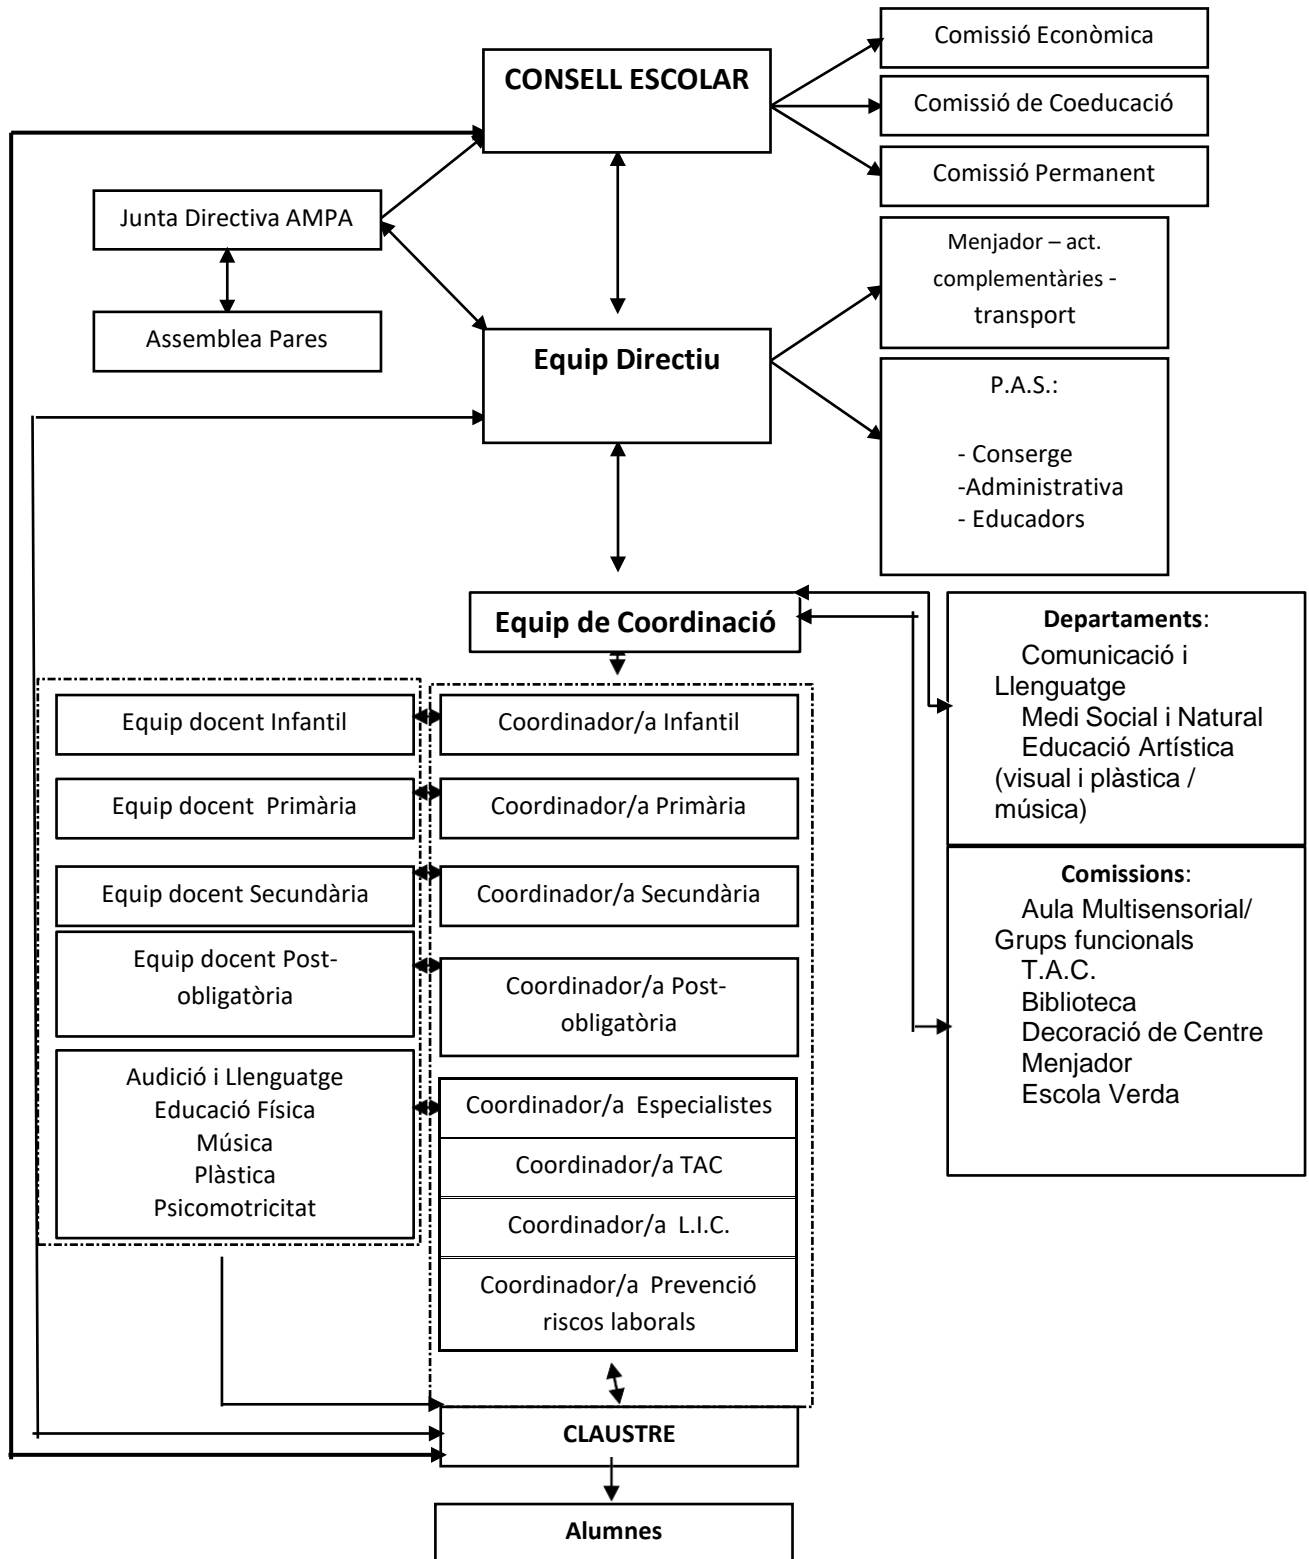 CONSELL ESCOLAR
Comissió Econòmica
Comissió de Coeducació
Comissió Permanent
Junta Directiva AMPA
Assemblea Pares
Menjador – act.
complementàries -
transport
Equip Directiu
P.A.S.:
- Conserge
-Administrativa
- Educadors
Equip de Coordinació
Departaments:
Comunicació i
Llenguatge
Medi Social i Natural
Educació Artística
(visual i plàstica /
música)
Comissions:
Aula Multisensorial/
Grups funcionals
T.A.C.
Biblioteca
Decoració de Centre
Menjador
Escola Verda
Equip docent Infantil
Coordinador/a Infantil
Equip docent  Primària
Coordinador/a Primària
Equip docent Secundària
Coordinador/a Secundària
Equip docent Post-
obligatòria
Coordinador/a Post-
obligatòria
Audició i Llenguatge
Educació Física
Música
Plàstica
Psicomotricitat
Coordinador/a  Especialistes
Coordinador/a TAC
Coordinador/a  L.I.C.
Coordinador/a  Prevenció
riscos laborals
CLAUSTRE
Alumnes